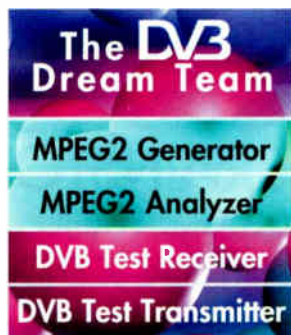 The DVB
Dream Team
MPEG2 Generator
MPEG2 Analyzer
DVB Test Receiver
DVB Test Transmitter